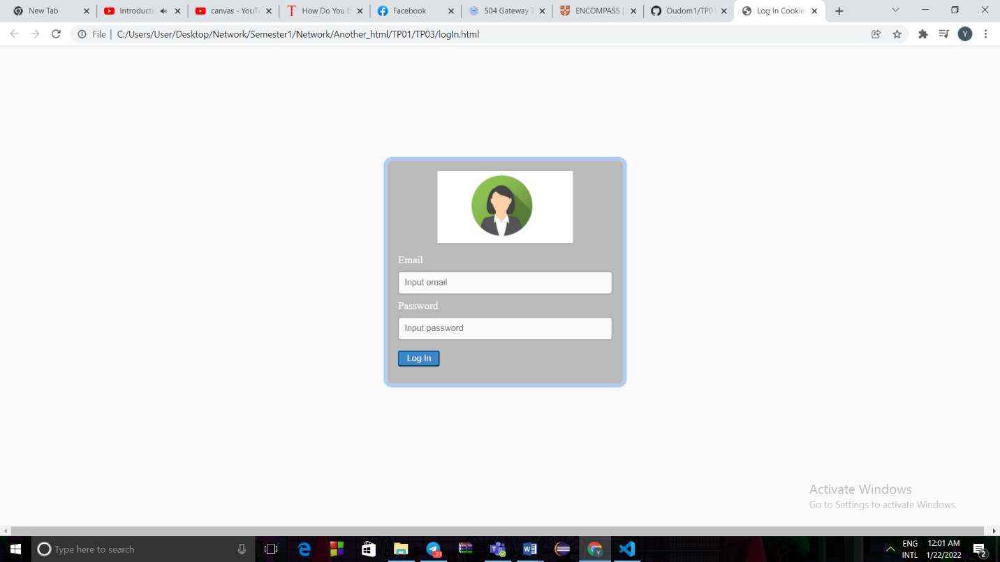 New Tab
Introducti
canvas - YouTu
How Do You E
Facebook
504 Gateway T
ENCOMPASS |
Oudom1/TP03
Log In Cookie
File | C:/Users/User/Desktop/Network/Semester1/Network/Another_html/TP01/TP03/logIn.html
Y
Email
Input email
Password
Input password
Log In
Activate Windows
Go to Settings to activate Windows.
Type here to search
23
Y
ENG
INTL
12:01 AM
1/22/2022
2